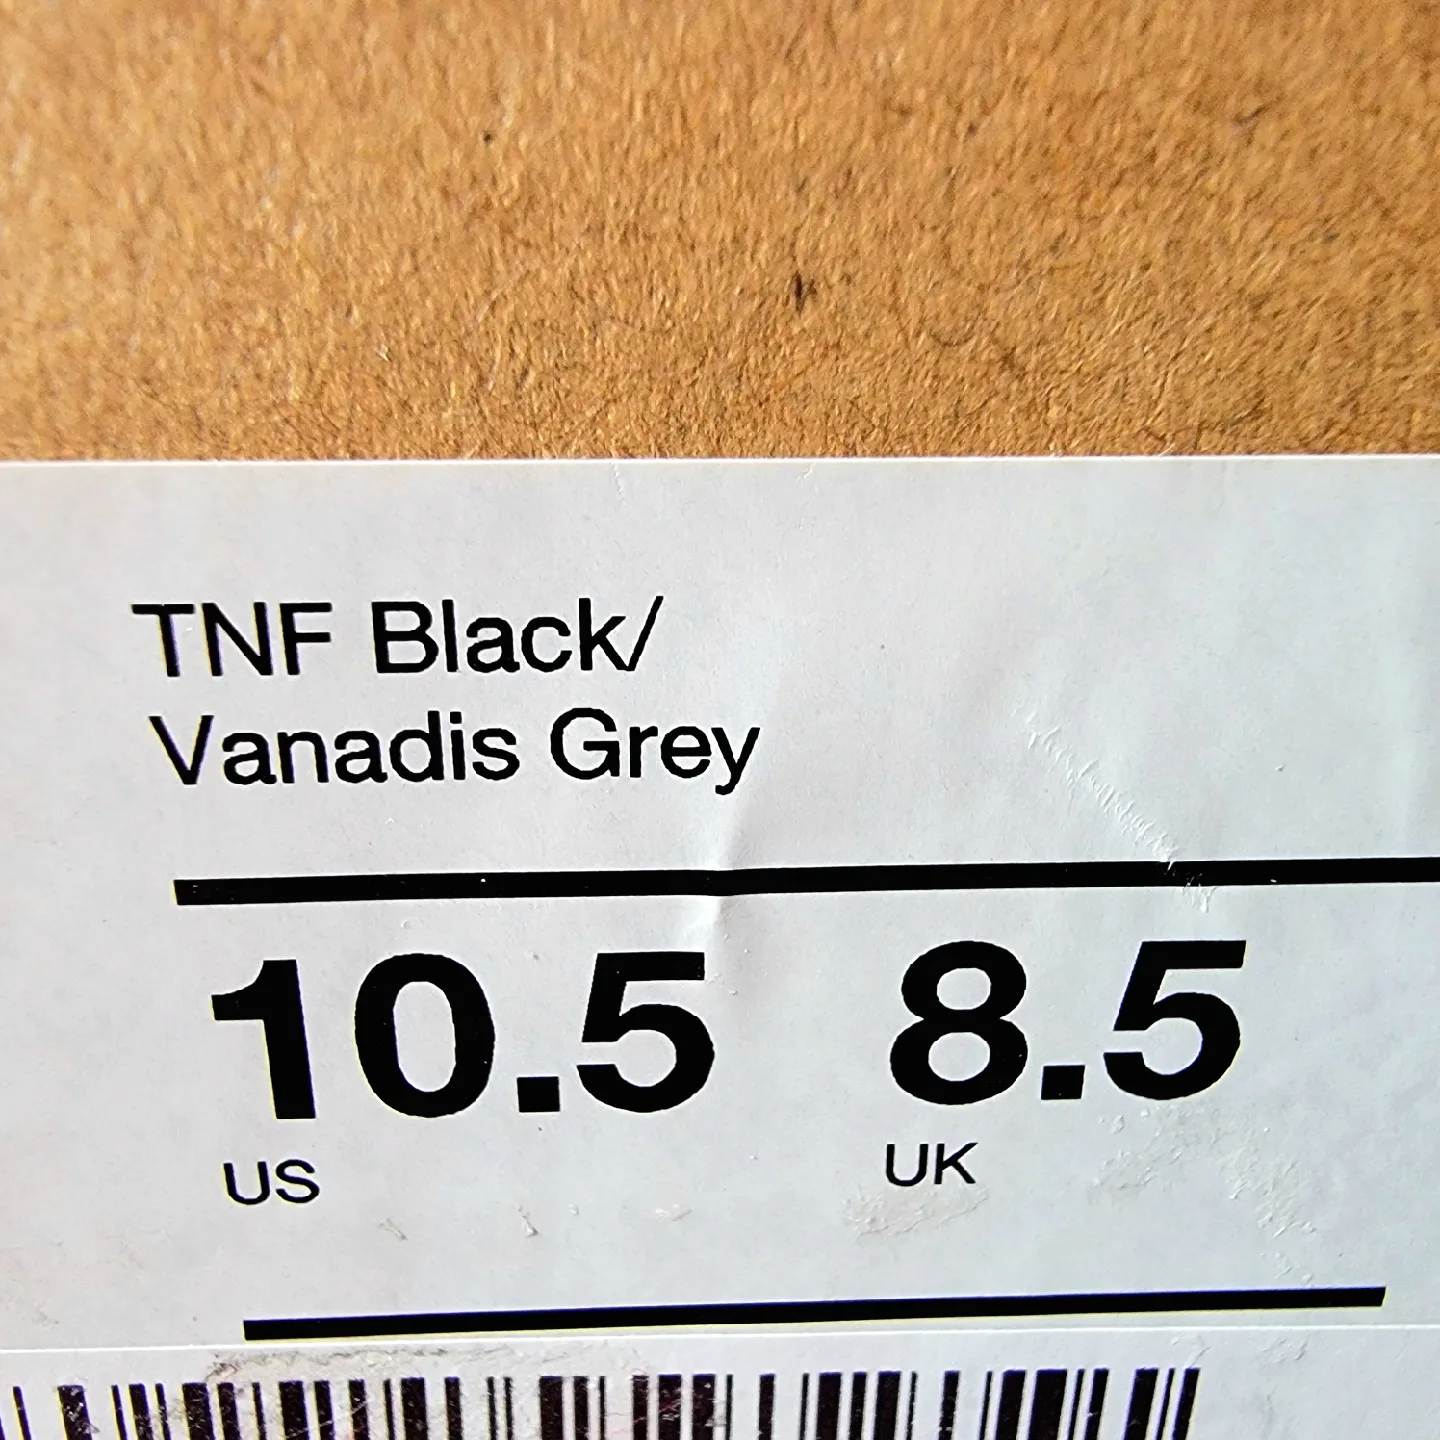 TNF Black/
Vanadis Grey
10.5 8.5
US UK